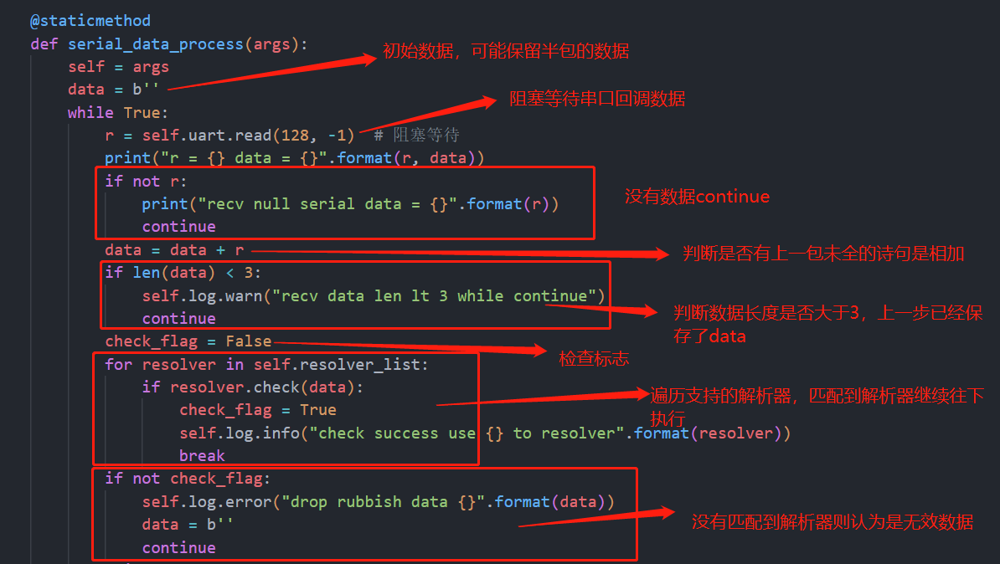 @staticmethod
def serial_data_process(args):
初始数据，可能保留半包的数据
self = args
data = b''
阻塞等待串口回调数据
while True:
r = self.uart.read(128, -1)  # 阻塞等待
print("r = {} data = {}".format(r, data))
if not r:
没有数据continue
print("recv null serial data = {}".format(r))
continue
data = data + r
判断是否有上一包未全的诗句是相加
if len(data) < 3:
self.log.warn("recv data len lt 3 while continue")
判断数据长度是否大于3，上一步已经保
存了data
continue
check_flag = False
检查标志
for resolver in self.resolver_list:
if resolver.check(data):
遍历支持的解析器，匹配到解析器继续往下
执行
check_flag = True
self.log.info("check success use {} to resolver".format(resolver))
break
if not check_flag:
self.log.error("drop rubbish data {}".format(data))
没有匹配到解析器则认为是无效数据
data = b''
continue